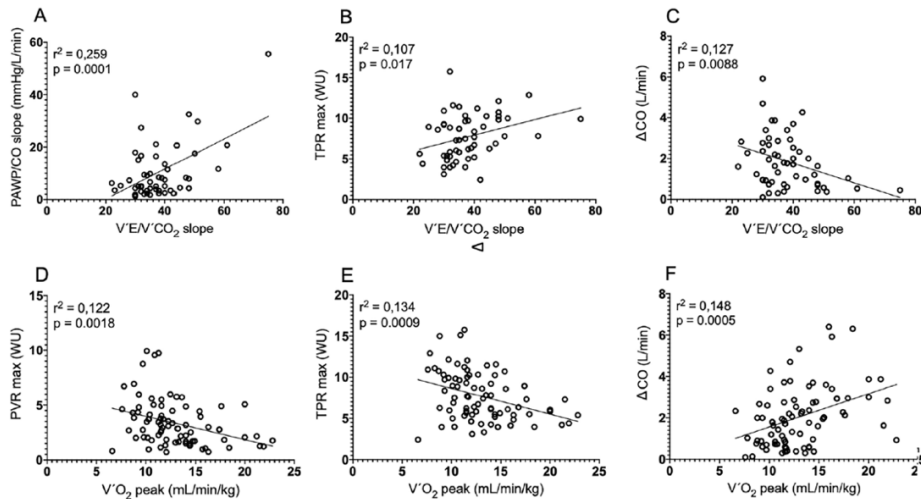 A
r² = 0,259
p = 0.0001
PAWP/CO slope (mmHg/L/min)
60
40
20
0
0 20 40 60 80
V´E/V´CO₂ slope
B
r² = 0,107
p = 0.017
TPR max (WU)
20
15
10
5
0
0 20 40 60 80
V´E/V´CO₂ slope
Δ
C
r² = 0,127
p = 0.0088
ΔCO (L/min)
8
6
4
2
0
0 20 40 60 80
V´E/V´CO₂ slope
D
r² = 0,122
p = 0.0018
PVR max (WU)
15
10
5
0
0 5 10 15 20 25
V´O₂ peak (mL/min/kg)
E
r² = 0,134
p = 0.0009
TPR max (WU)
20
15
10
5
0
0 5 10 15 20 25
V´O₂ peak (mL/min/kg)
F
r² = 0,148
p = 0.0005
ΔCO (L/min)
8
6
4
2
0
0 5 10 15 20 25
V´O₂ peak (mL/min/kg)